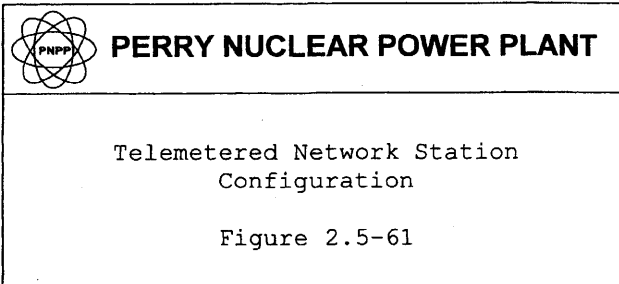 PNPP
PERRY NUCLEAR POWER PLANT
Telemetered Network Station
Configuration
Figure 2.5-61